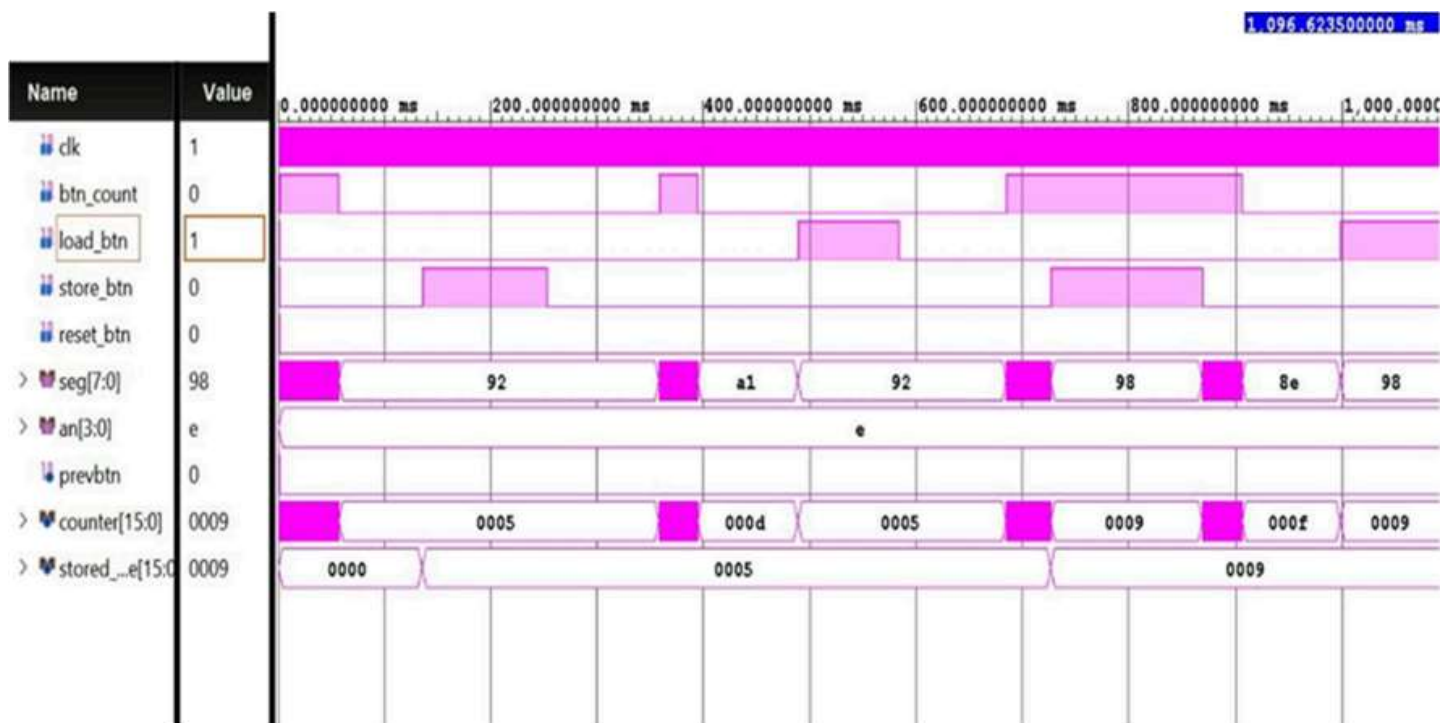 1,096.623500000 ms
Name Value 0.000000000 ms 200.000000000 ms 400.000000000 ms 600.000000000 ms 800.000000000 ms 1,000.0000
clk 1
btn_count 0
load_btn 1
store_btn 0
reset_btn 0
> seg[7:0] 98 92 a1 92 98 8e 98
> an[3:0] e e
prevbtn 0
> counter[15:0] 0009 0005 000d 0005 0009 000f 0009
> stored_...e[15:0 0009 0000 0005 0009